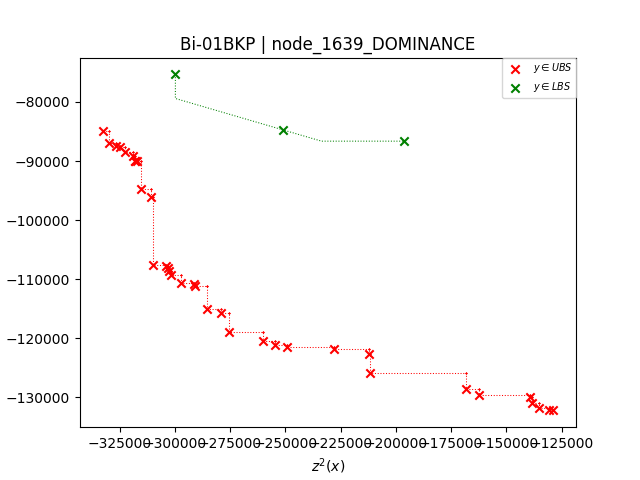 Bi-01BKP | node_1639_DOMINANCE
y ∈ UBS
y ∈ LBS
−80000
−90000
−100000
−110000
−120000
−130000
−325000 −300000 −275000 −250000 −225000 −200000 −175000 −150000 −125000
z²(x)